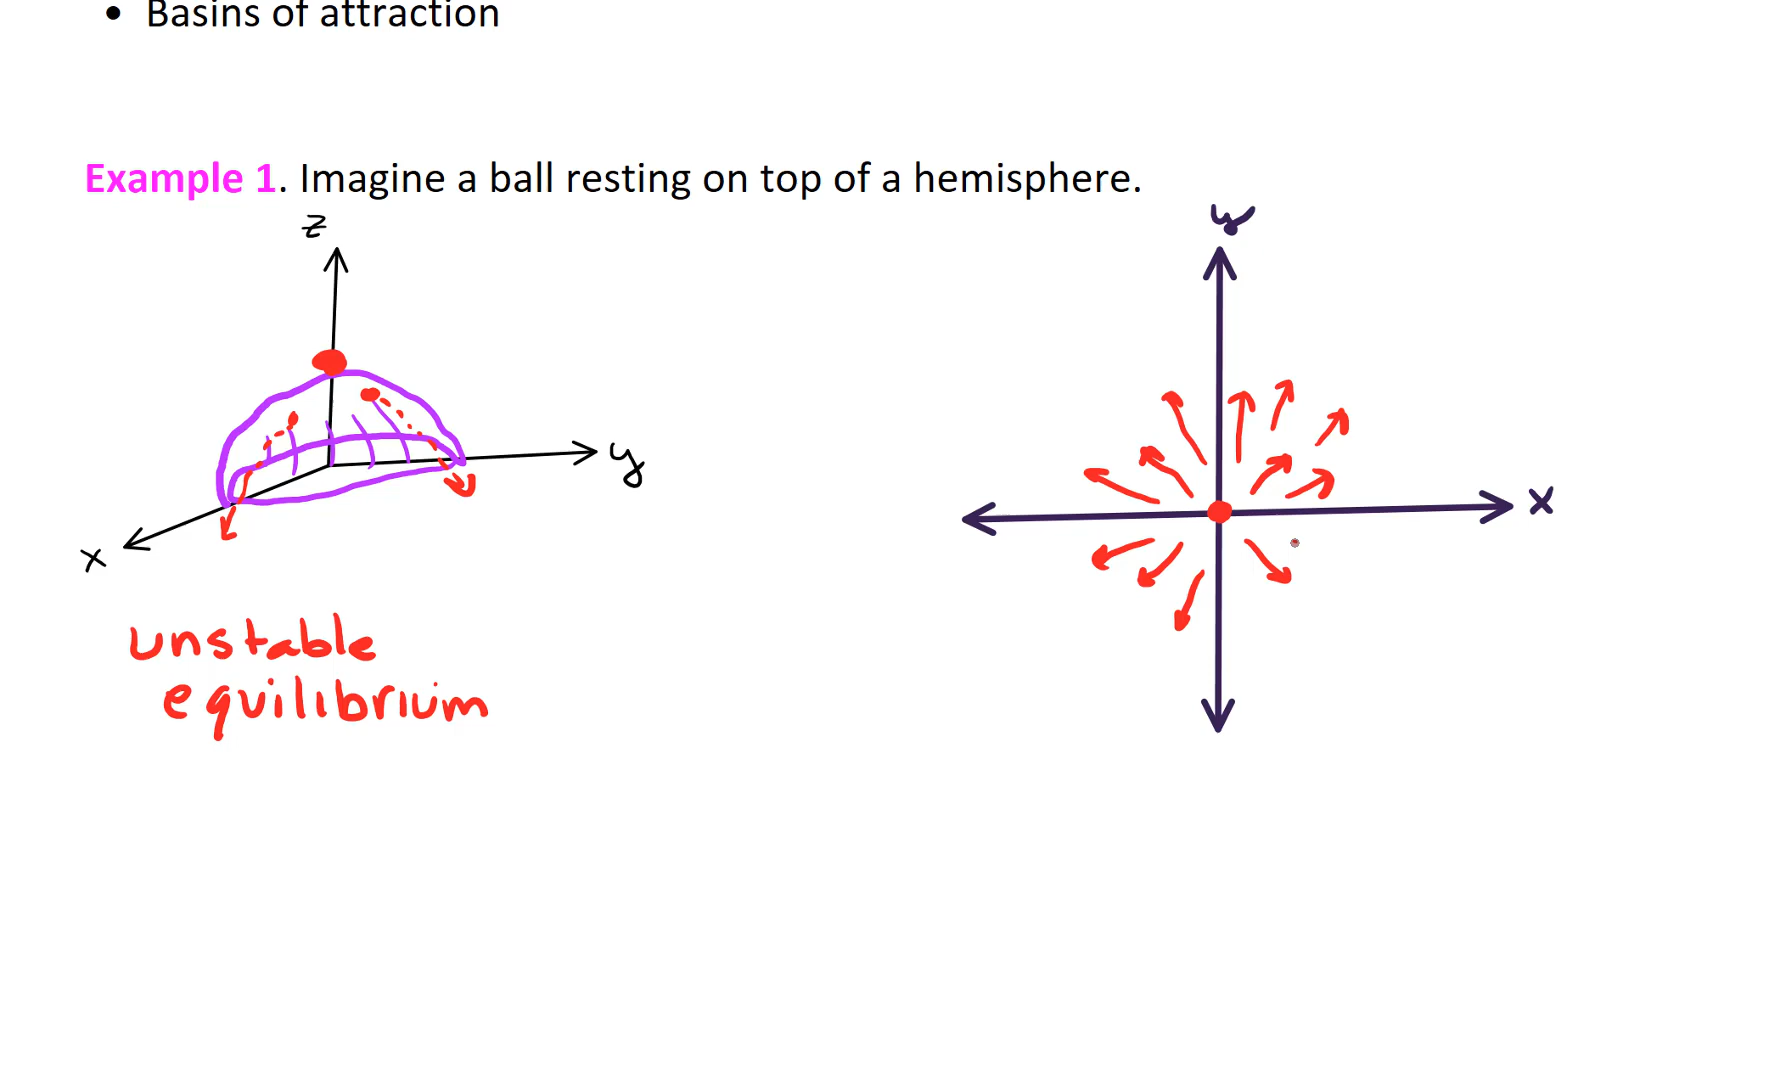 • Basins of attraction
Example 1. Imagine a ball resting on top of a hemisphere.
z
y
x
unstable
equilibrium
y
x